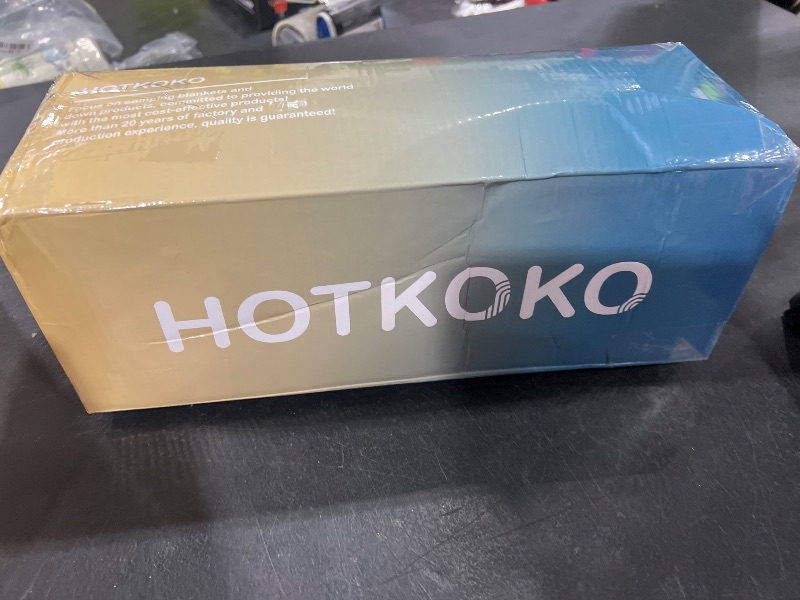 HOTKOKO
Focus on camping blankets and
down products, committed to providing the world
with the most cost-effective products!
More than 20 years of factory and
production experience, quality is guaranteed!
HOTKOKO